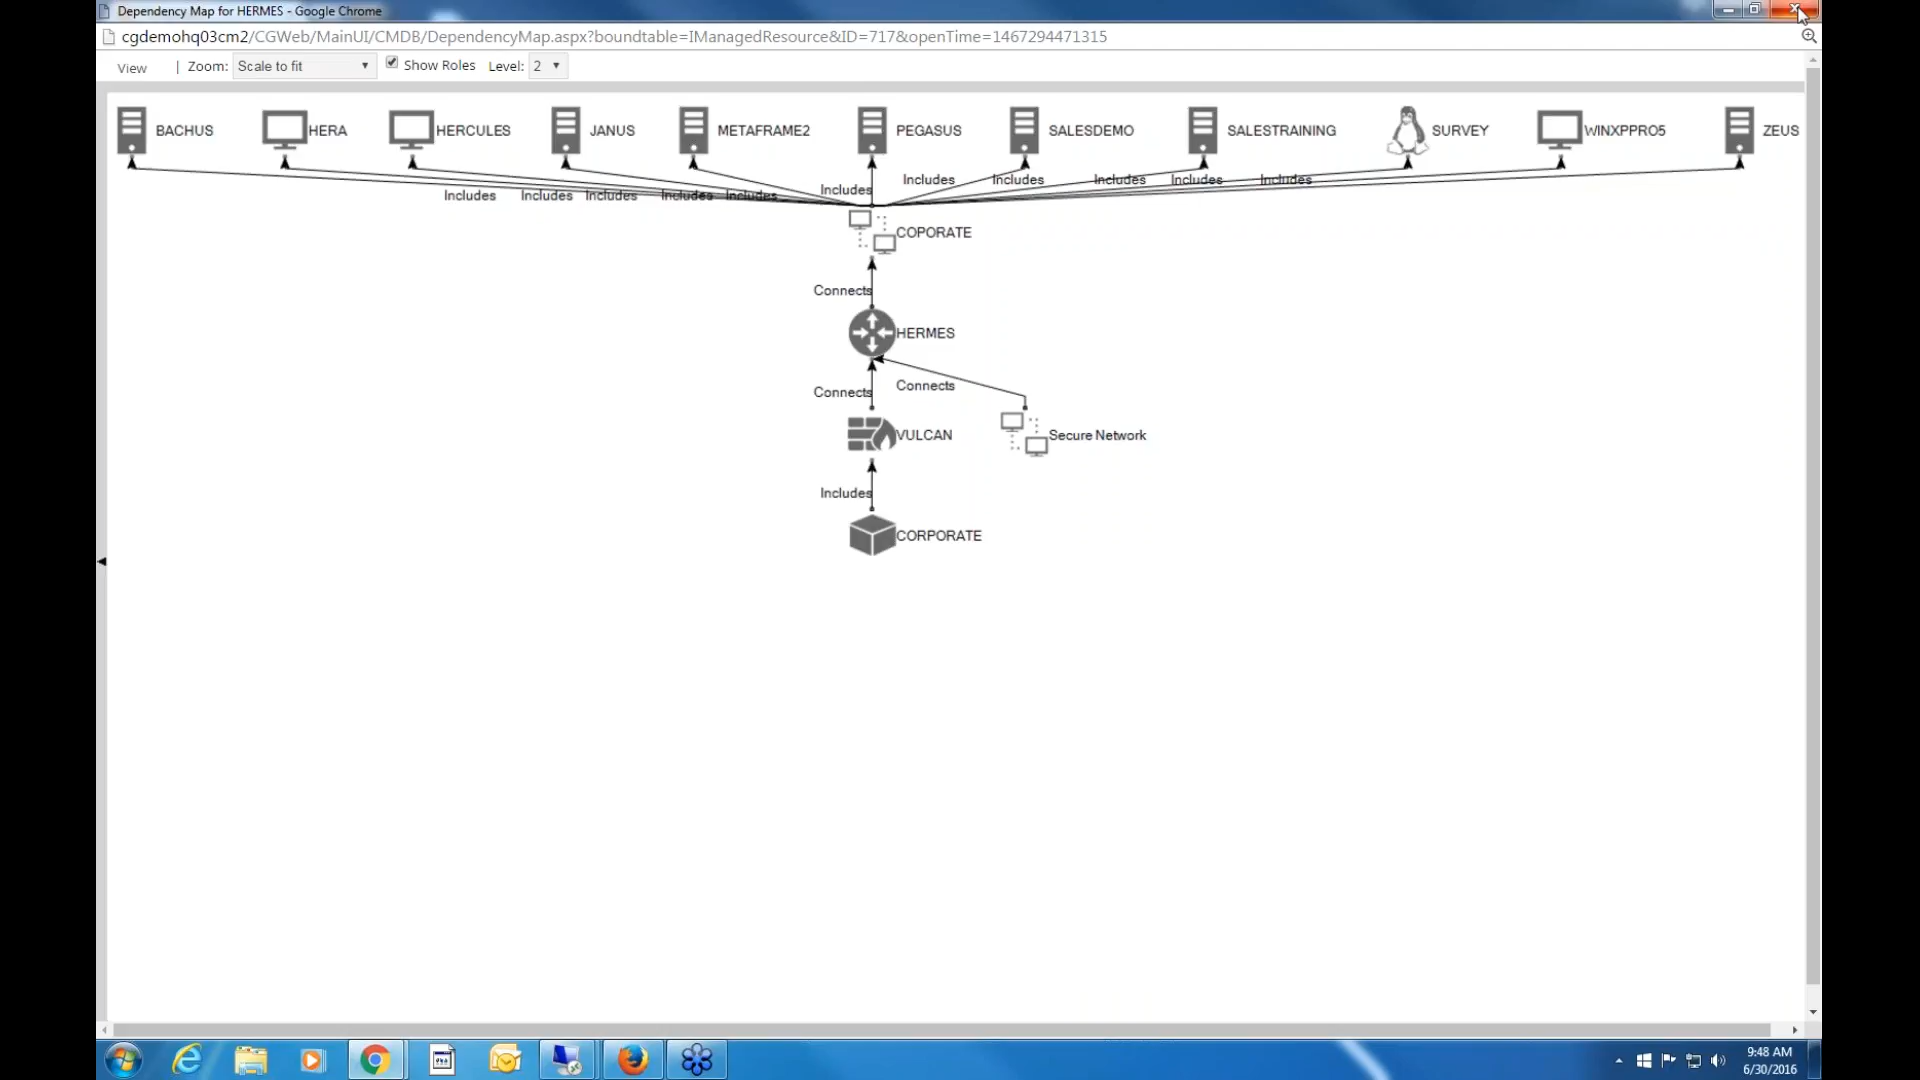 Dependency Map for HERMES - Google Chrome
cgdemohq03cm2/CGWeb/MainUI/CMDB/DependencyMap.aspx?boundtable=IManagedResource&ID=717&openTime=1467294471315
View | Zoom: Scale to fit Show Roles Level: 2
BACHUS HERA HERCULES JANUS METAFRAME2 PEGASUS SALESDEMO SALESTRAINING SURVEY WINXPPRO5 ZEUS
Includes Includes Includes Includes Includes
Includes
Includes Includes Includes Includes Includes
COPORATE
Connects
HERMES
Connects
Connects
VULCAN Secure Network
Includes
CORPORATE
9:48 AM
6/30/2016